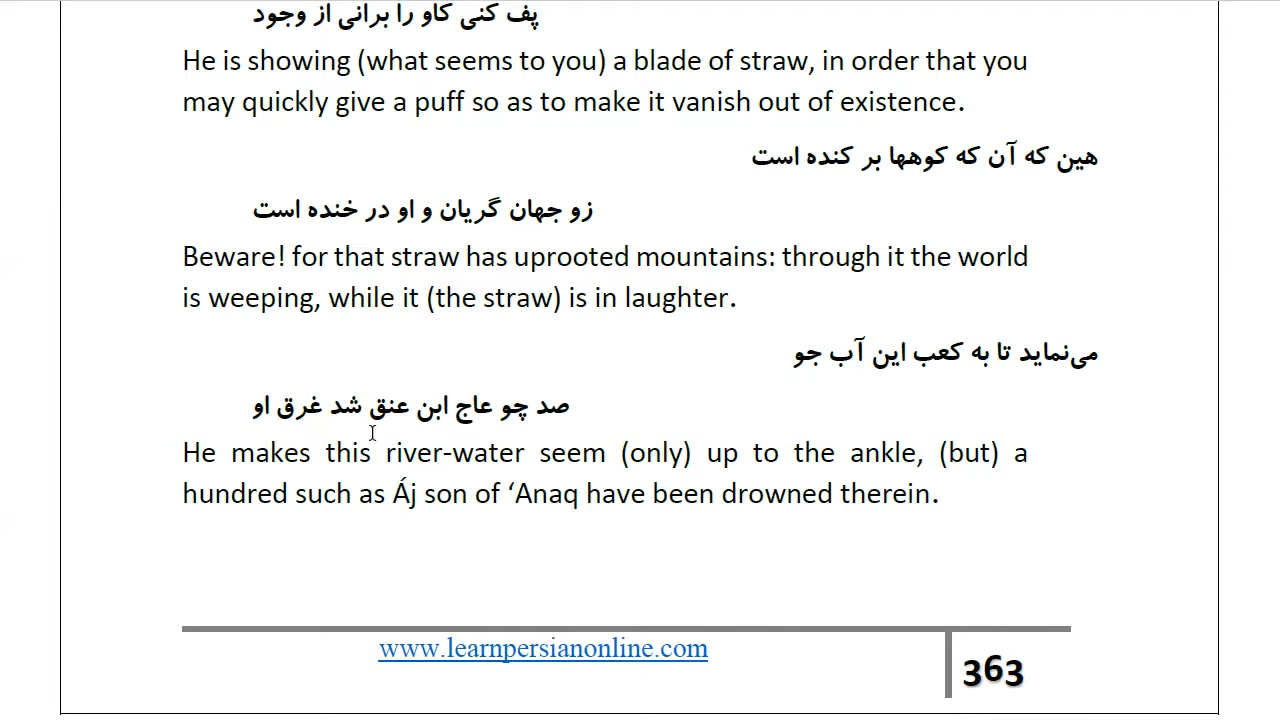 پف کنی کاو را برانی از وجود
He is showing (what seems to you) a blade of straw, in order that you
may quickly give a puff so as to make it vanish out of existence.
هین که آن که کوهها بر کنده است
زو جهان گریان و او در خنده است
Beware! for that straw has uprooted mountains: through it the world
is weeping, while it (the straw) is in laughter.
می‌نماید تا به کعب این آب جو
صد چو عاج ابن عنق شد غرق او
He makes this river-water seem (only) up to the ankle, (but) a
hundred such as Áj son of ‘Anaq have been drowned therein.
www.learnpersianonline.com
363